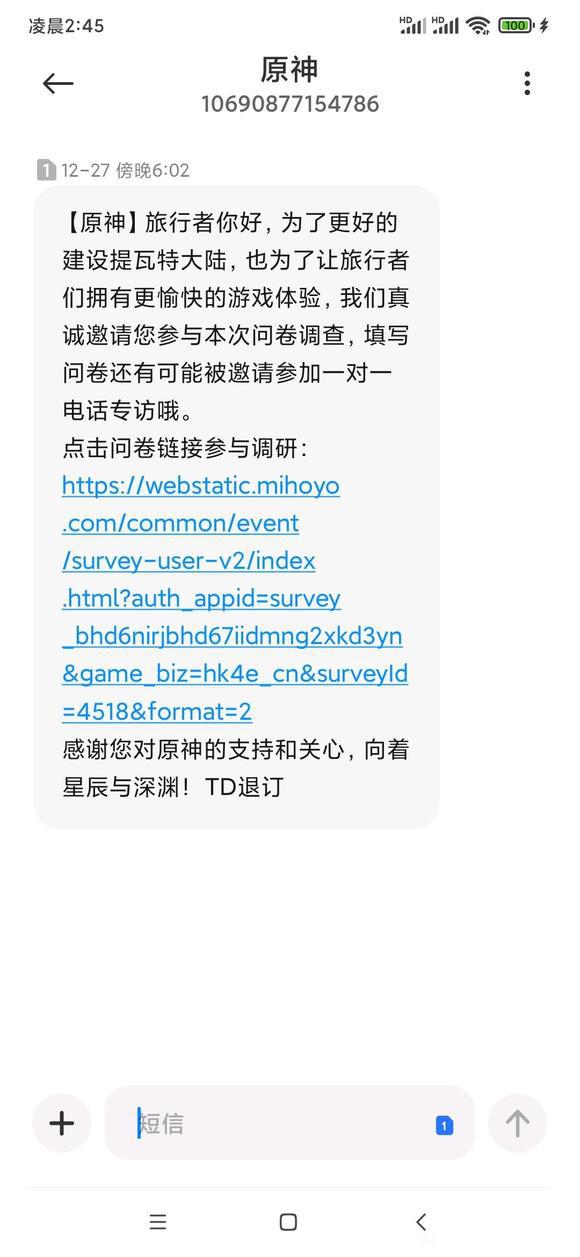 凌晨2:45
HD HD 100
原神
10690877154786
1 12-27 傍晚6:02
【原神】旅行者你好，为了更好的
建设提瓦特大陆，也为了让旅行者
们拥有更愉快的游戏体验，我们真
诚邀请您参与本次问卷调查，填写
问卷还有可能被邀请参加一对一
电话专访哦。
点击问卷链接参与调研：
https://webstatic.mihoyo
.com/common/event
/survey-user-v2/index
.html?auth_appid=survey
_bhd6nirjbhd67iidmng2xkd3yn
&game_biz=hk4e_cn&surveyId
=4518&format=2
感谢您对原神的支持和关心，向着
星辰与深渊！TD退订
短信
1